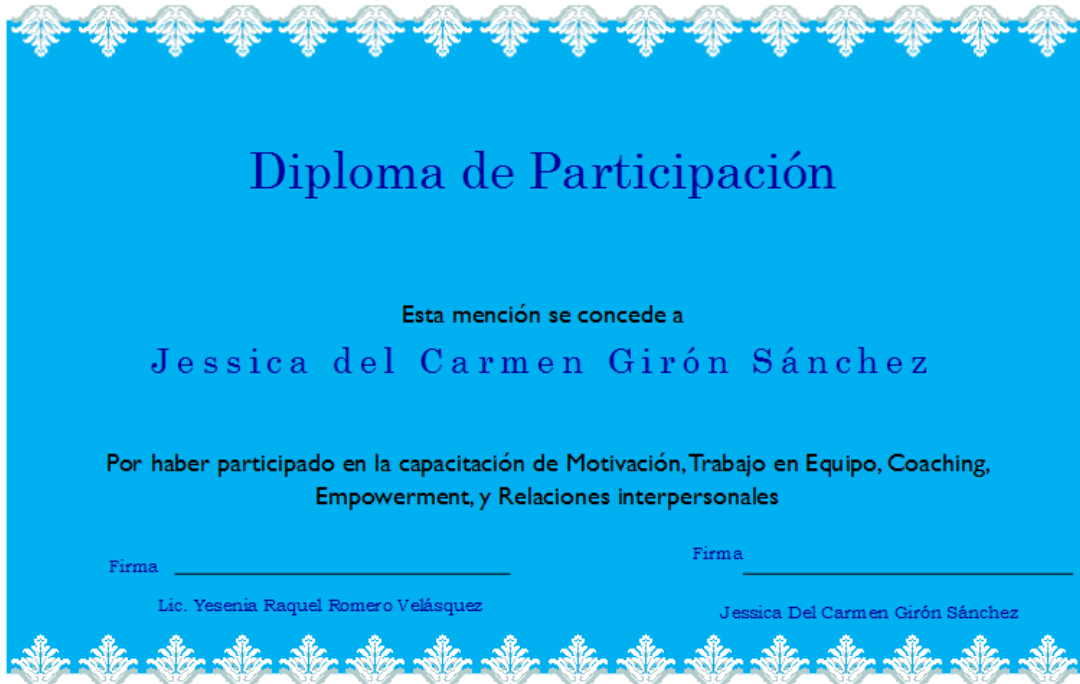 Diploma de Participación
Esta mención se concede a
Jessica del Carmen Girón Sánchez
Por haber participado en la capacitación de Motivación, Trabajo en Equipo, Coaching,
Empowerment, y Relaciones interpersonales
Firma
Lic. Yesenia Raquel Romero Velásquez
Firma
Jessica Del Carmen Girón Sánchez